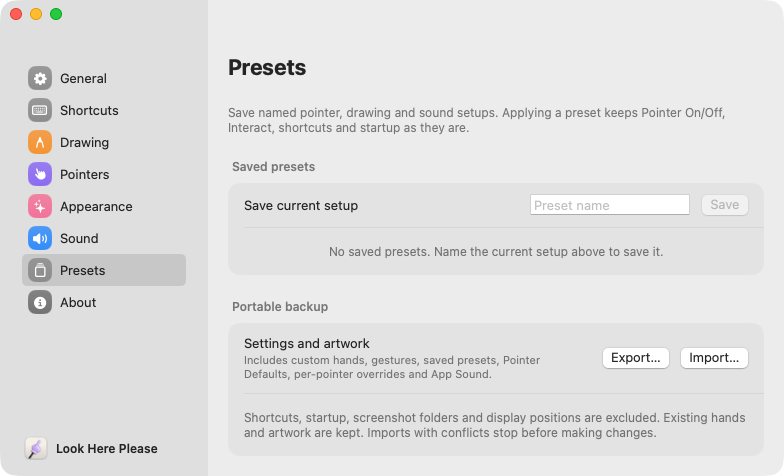 Presets
Save named pointer, drawing and sound setups. Applying a preset keeps Pointer On/Off,
Interact, shortcuts and startup as they are.
Saved presets
Save current setup
Preset name
Save
No saved presets. Name the current setup above to save it.
Portable backup
Settings and artwork
Includes custom hands, gestures, saved presets, Pointer
Defaults, per-pointer overrides and App Sound.
Export...
Import...
Shortcuts, startup, screenshot folders and display positions are excluded. Existing hands
and artwork are kept. Imports with conflicts stop before making changes.
General
Shortcuts
Drawing
Pointers
Appearance
Sound
Presets
About
Look Here Please